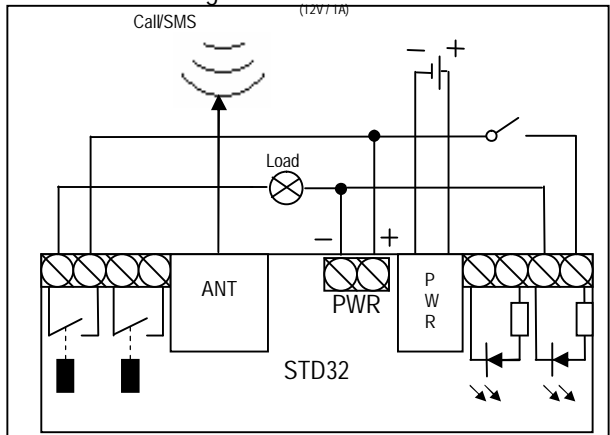 (12V / 1A)
Call/SMS
- +
Load
- +
ANT
PWR
P
W
R
STD32